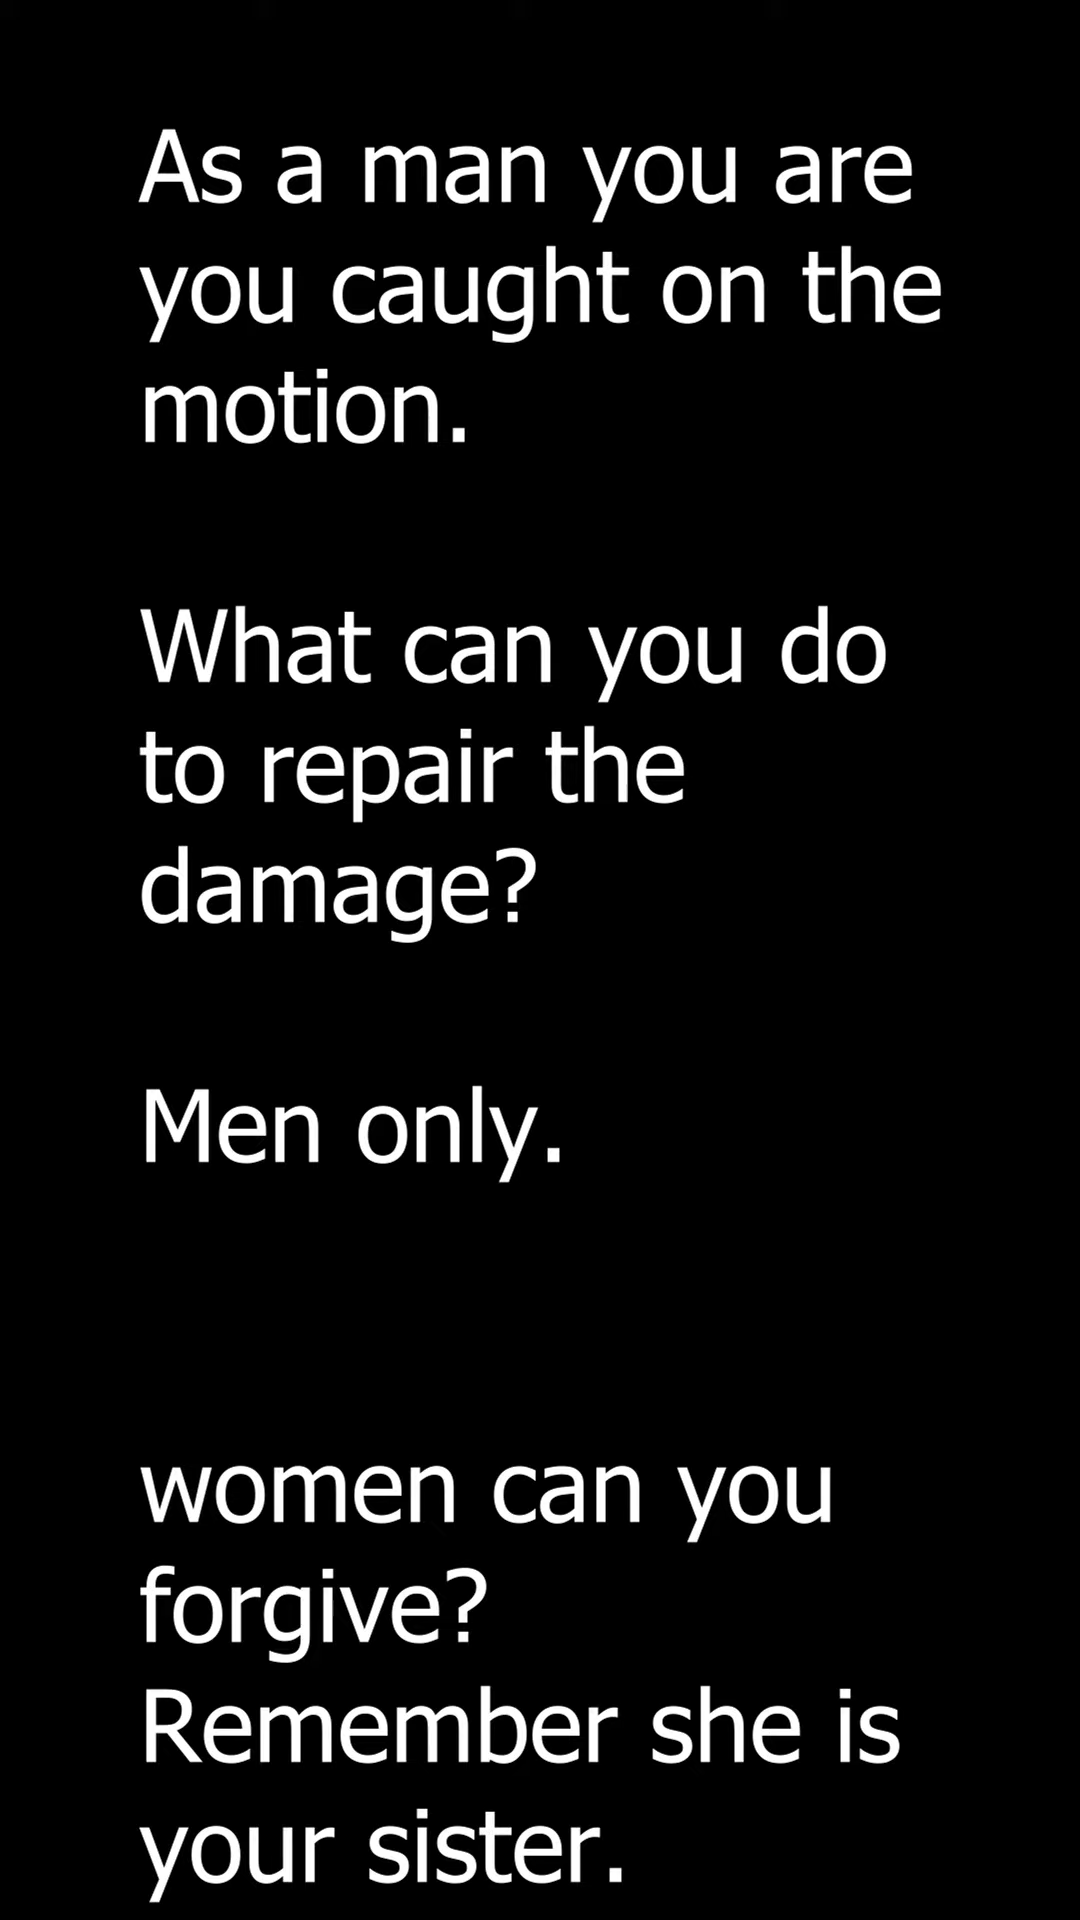 As a man you are
you caught on the
motion.
What can you do
to repair the
damage?
Men only.
women can you
forgive?
Remember she is
your sister.